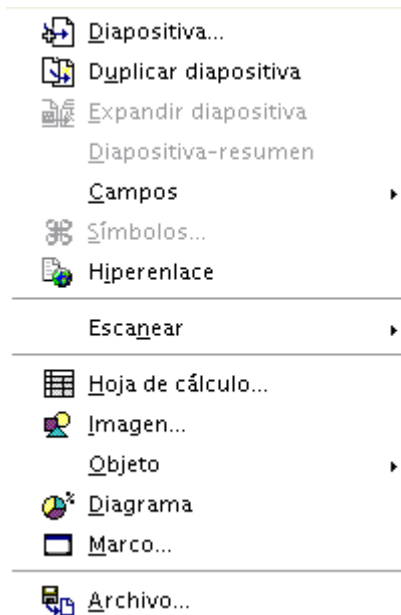 Diapositiva...
Duplicar diapositiva
Expandir diapositiva
Diapositiva-resumen
Campos
Símbolos...
Hiperenlace
Escanear
Hoja de cálculo...
Imagen...
Objeto
Diagrama
Marco...
Archivo...